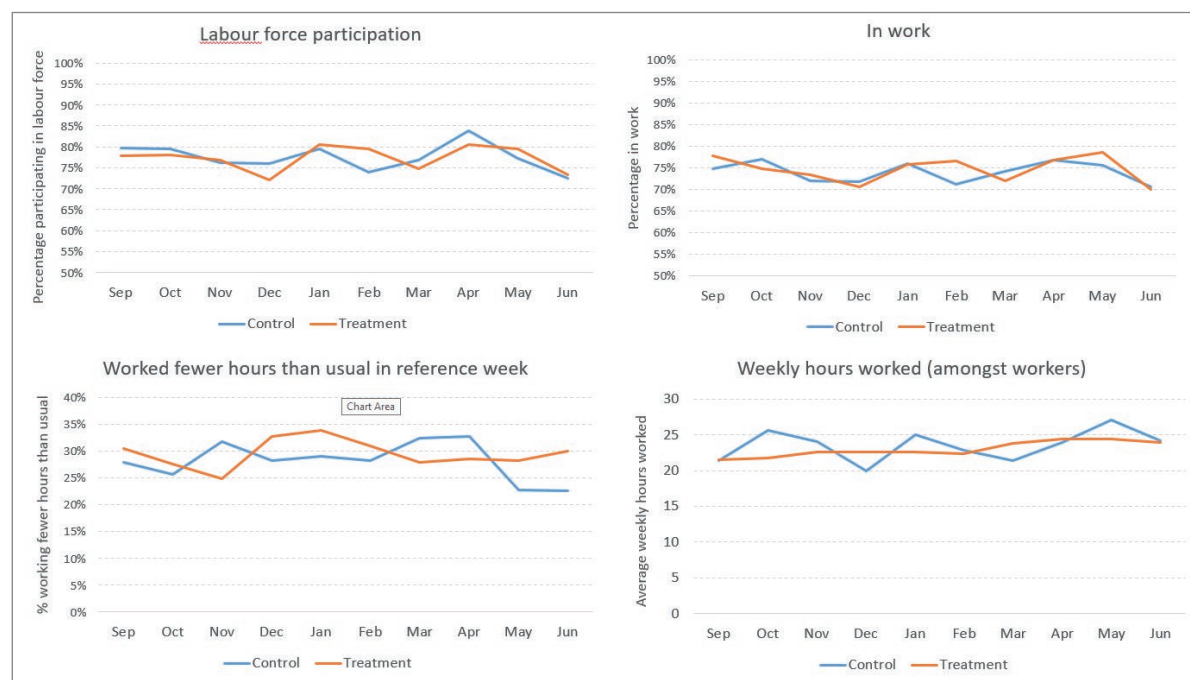 Labour force participation
Percentage participating in labour force
100%
95%
90%
85%
80%
75%
70%
65%
60%
55%
50%
Sep Oct Nov Dec Jan Feb Mar Apr May Jun
Control Treatment
In work
Percentage in work
100%
95%
90%
85%
80%
75%
70%
65%
60%
55%
50%
Sep Oct Nov Dec Jan Feb Mar Apr May Jun
Control Treatment
Worked fewer hours than usual in reference week
% working fewer hours than usual
40%
35%
30%
25%
20%
15%
10%
5%
0%
Chart Area
Sep Oct Nov Dec Jan Feb Mar Apr May Jun
Control Treatment
Weekly hours worked (amongst workers)
Average weekly hours worked
30
25
20
15
10
5
0
Sep Oct Nov Dec Jan Feb Mar Apr May Jun
Control Treatment